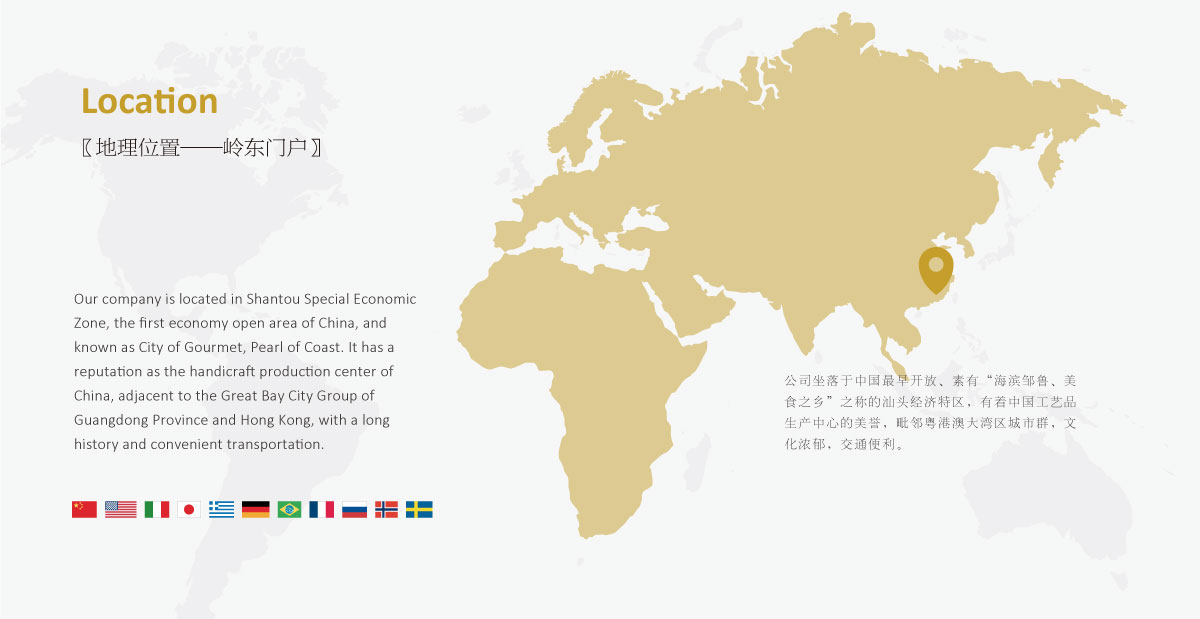 Location
〖 地理位置——岭东门户 〗
Our company is located in Shantou Special Economic
Zone, the first economy open area of China, and
known as City of Gourmet, Pearl of Coast. It has a
reputation as the handicraft production center of
China, adjacent to the Great Bay City Group of
Guangdong Province and Hong Kong, with a long
history and convenient transportation.
公司坐落于中国最早开放、素有“海滨邹鲁、美
食之乡”之称的汕头经济特区，有着中国工艺品
生产中心的美誉，毗邻粤港澳大湾区城市群，文
化浓郁，交通便利。